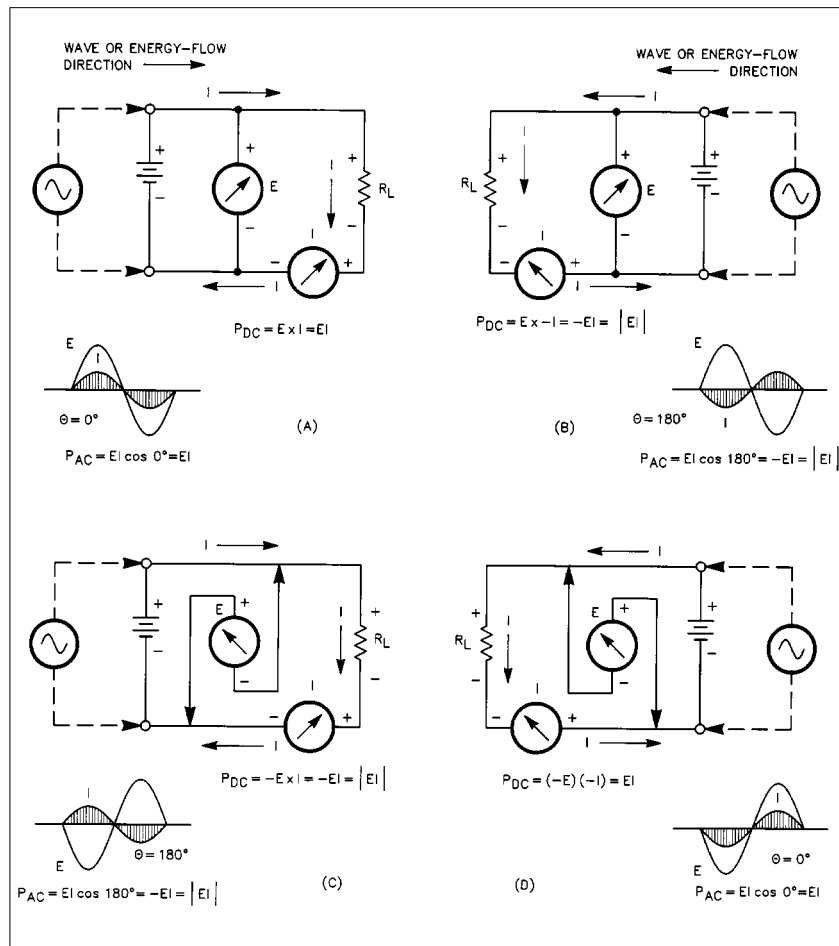 WAVE OR ENERGY-FLOW
DIRECTION
I
+
-
+
E
-
I
+
R_L
-
- I +
I
P_DC = E x I = EI
E
I
θ = 0°
P_AC = EI cos 0° = EI
(A)
WAVE OR ENERGY-FLOW
DIRECTION
I
I
+
R_L
-
+
E
-
+
-
- I +
I
P_DC = E x -I = -EI = |EI|
E
θ = 180°
I
P_AC = EI cos 180° = -EI = |EI|
(B)
I
+
-
E +
-
I
+
R_L
-
- I +
I
P_DC = -E x I = -EI = |EI|
I
E
θ = 180°
P_AC = EI cos 180° = -EI = |EI|
(C)
I
I
+
R_L
-
E +
-
+
-
- I +
I
P_DC = (-E)(-I) = EI
I
E
θ = 0°
P_AC = EI cos 0° = EI
(D)